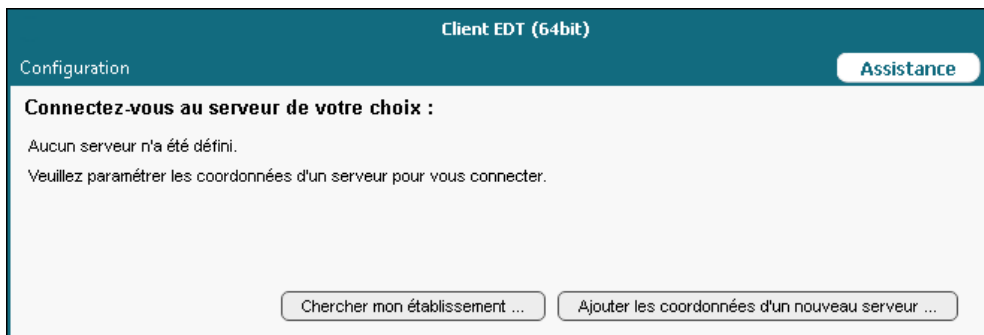 Client EDT (64bit)
Configuration
Assistance
Connectez-vous au serveur de votre choix :
Aucun serveur n'a été défini.
Veuillez paramétrer les coordonnées d'un serveur pour vous connecter.
Chercher mon établissement ...
Ajouter les coordonnées d'un nouveau serveur ...